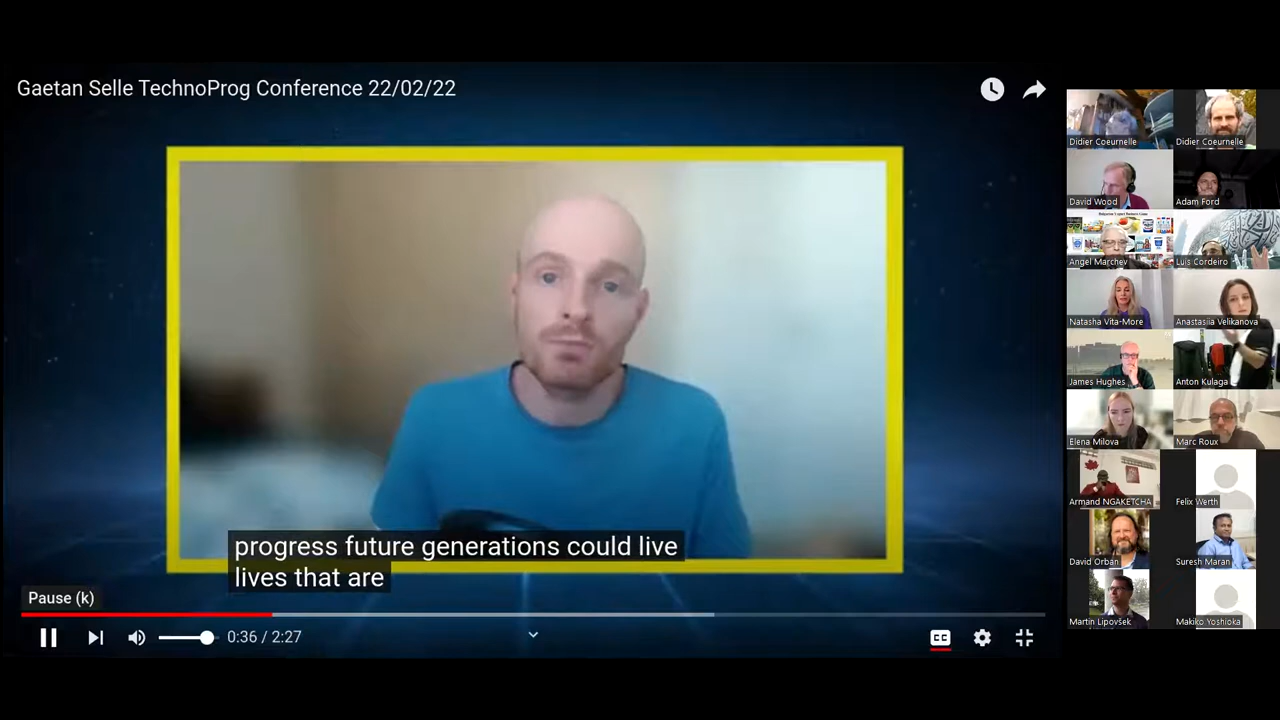 Gaetan Selle TechnoProg Conference 22/02/22
progress future generations could live
lives that are
Pause (k)
0:36 / 2:27
CC
Didier Coeurnelle
Didier Coeurnelle
David Wood
Adam Ford
Angel Marchev
Luis Cordeiro
Natasha Vita-More
Anastasiia Velikanova
James Hughes
Anton Kulaga
Elena Milova
Marc Roux
Armand NGAKETCHA
Felix Werth
David Orban
Suresh Maran
Martin Lipovšek
Makiko Yoshioka